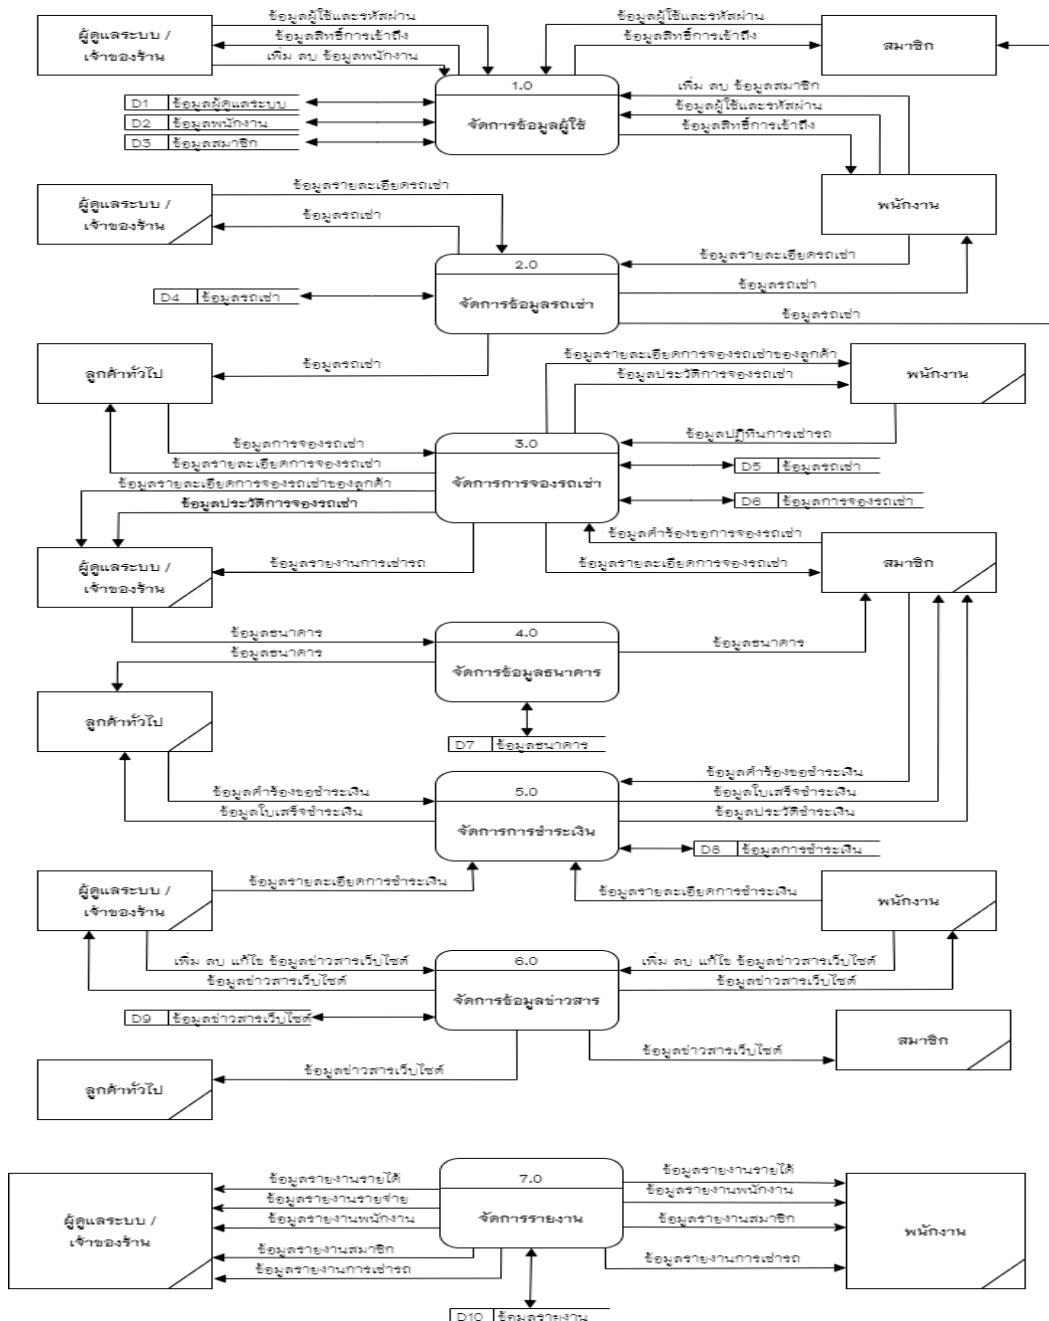 ข้อมูลผู้ใช้และรหัสผ่าน
ข้อมูลสิทธิ์การเข้าถึง
เพิ่ม ลบ ข้อมูลพนักงาน
ผู้ดูแลระบบ /
เจ้าของร้าน
ข้อมูลผู้ใช้และรหัสผ่าน
ข้อมูลสิทธิ์การเข้าถึง
สมาชิก
1.0
จัดการข้อมูลผู้ใช้
D1 ข้อมูลผู้ดูแลระบบ
D2 ข้อมูลพนักงาน
D3 ข้อมูลสมาชิก
เพิ่ม ลบ ข้อมูลสมาชิก
ข้อมูลผู้ใช้และรหัสผ่าน
ข้อมูลสิทธิ์การเข้าถึง
พนักงาน
ผู้ดูแลระบบ /
เจ้าของร้าน
ข้อมูลรายละเอียดรถเช่า
ข้อมูลรถเช่า
2.0
จัดการข้อมูลรถเช่า
D4 ข้อมูลรถเช่า
ข้อมูลรายละเอียดรถเช่า
ข้อมูลรถเช่า
ข้อมูลรถเช่า
ลูกค้าทั่วไป
ข้อมูลรถเช่า
ข้อมูลรายละเอียดการจองรถเช่าของลูกค้า
ข้อมูลประวัติการจองรถเช่า
พนักงาน
ข้อมูลปฏิทินการเช่ารถ
ข้อมูลการจองรถเช่า
ข้อมูลรายละเอียดการจองรถเช่า
ข้อมูลรายละเอียดการจองรถเช่าของลูกค้า
ข้อมูลประวัติการจองรถเช่า
3.0
จัดการการจองรถเช่า
D5 ข้อมูลรถเช่า
D6 ข้อมูลการจองรถเช่า
ข้อมูลคำร้องขอการจองรถเช่า
ข้อมูลรายละเอียดการจองรถเช่า
สมาชิก
ผู้ดูแลระบบ /
เจ้าของร้าน
ข้อมูลรายงานการเช่ารถ
ข้อมูลธนาคาร
ข้อมูลธนาคาร
4.0
จัดการข้อมูลธนาคาร
ข้อมูลธนาคาร
D7 ข้อมูลธนาคาร
ลูกค้าทั่วไป
ข้อมูลคำร้องขอชำระเงิน
ข้อมูลใบเสร็จชำระเงิน
5.0
จัดการการชำระเงิน
ข้อมูลคำร้องขอชำระเงิน
ข้อมูลใบเสร็จชำระเงิน
ข้อมูลประวัติชำระเงิน
D8 ข้อมูลการชำระเงิน
ผู้ดูแลระบบ /
เจ้าของร้าน
ข้อมูลรายละเอียดการชำระเงิน
ข้อมูลรายละเอียดการชำระเงิน
พนักงาน
เพิ่ม ลบ แก้ไข ข้อมูลข่าวสารเว็บไซต์
ข้อมูลข่าวสารเว็บไซต์
6.0
จัดการข้อมูลข่าวสาร
เพิ่ม ลบ แก้ไข ข้อมูลข่าวสารเว็บไซต์
ข้อมูลข่าวสารเว็บไซต์
D9 ข้อมูลข่าวสารเว็บไซต์
ข้อมูลข่าวสารเว็บไซต์
สมาชิก
ข้อมูลข่าวสารเว็บไซต์
ลูกค้าทั่วไป
ผู้ดูแลระบบ /
เจ้าของร้าน
ข้อมูลรายงานรายได้
ข้อมูลรายงานรายจ่าย
ข้อมูลรายงานพนักงาน
ข้อมูลรายงานสมาชิก
ข้อมูลรายงานการเช่ารถ
7.0
จัดการรายงาน
ข้อมูลรายงานรายได้
ข้อมูลรายงานพนักงาน
ข้อมูลรายงานสมาชิก
ข้อมูลรายงานการเช่ารถ
พนักงาน
D10 ข้อมูลรายงาน